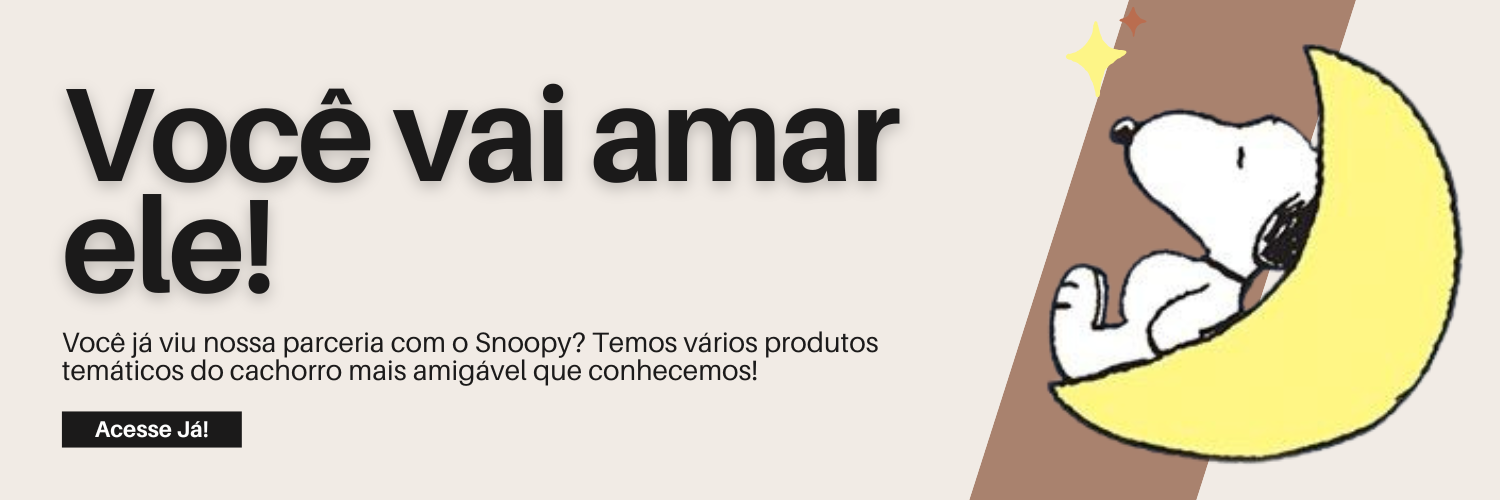 Você vai amar
ele!
Você já viu nossa parceria com o Snoopy? Temos vários produtos
temáticos do cachorro mais amigável que conhecemos!
Acesse Já!